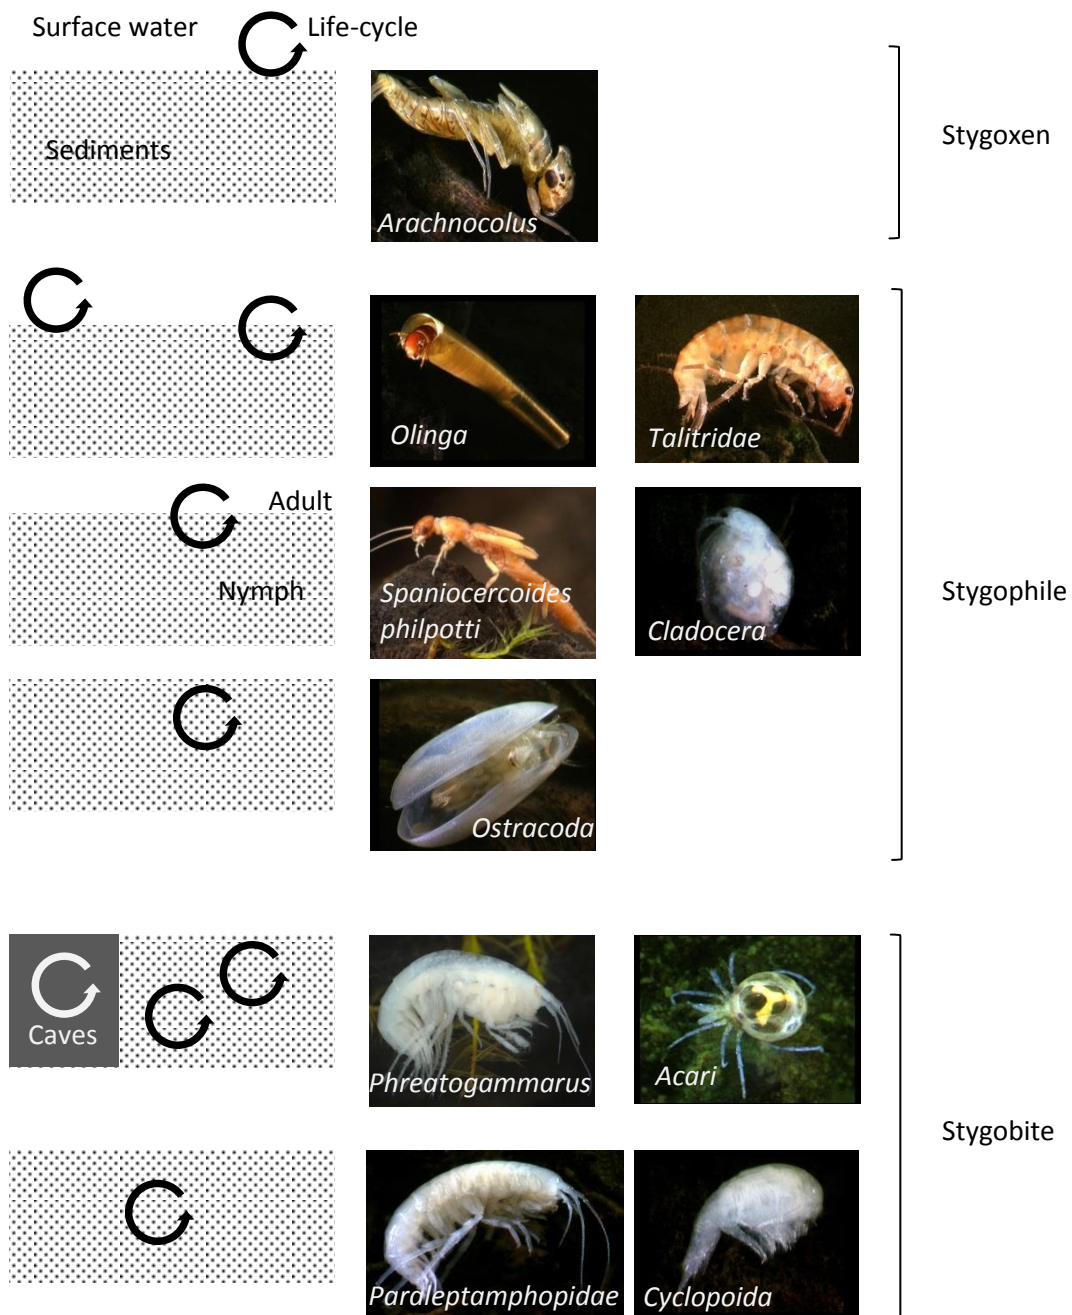 Surface water
Life-cycle
Sediments
Arachnocolus
Stygoxen
Olinga
Talitridae
Adult
Nymph
Spaniocercoides
philpotti
Cladocera
Stygophile
Ostracoda
Caves
Phreatogammarus
Acari
Stygobite
Paraleptamphopidae
Cyclopoida